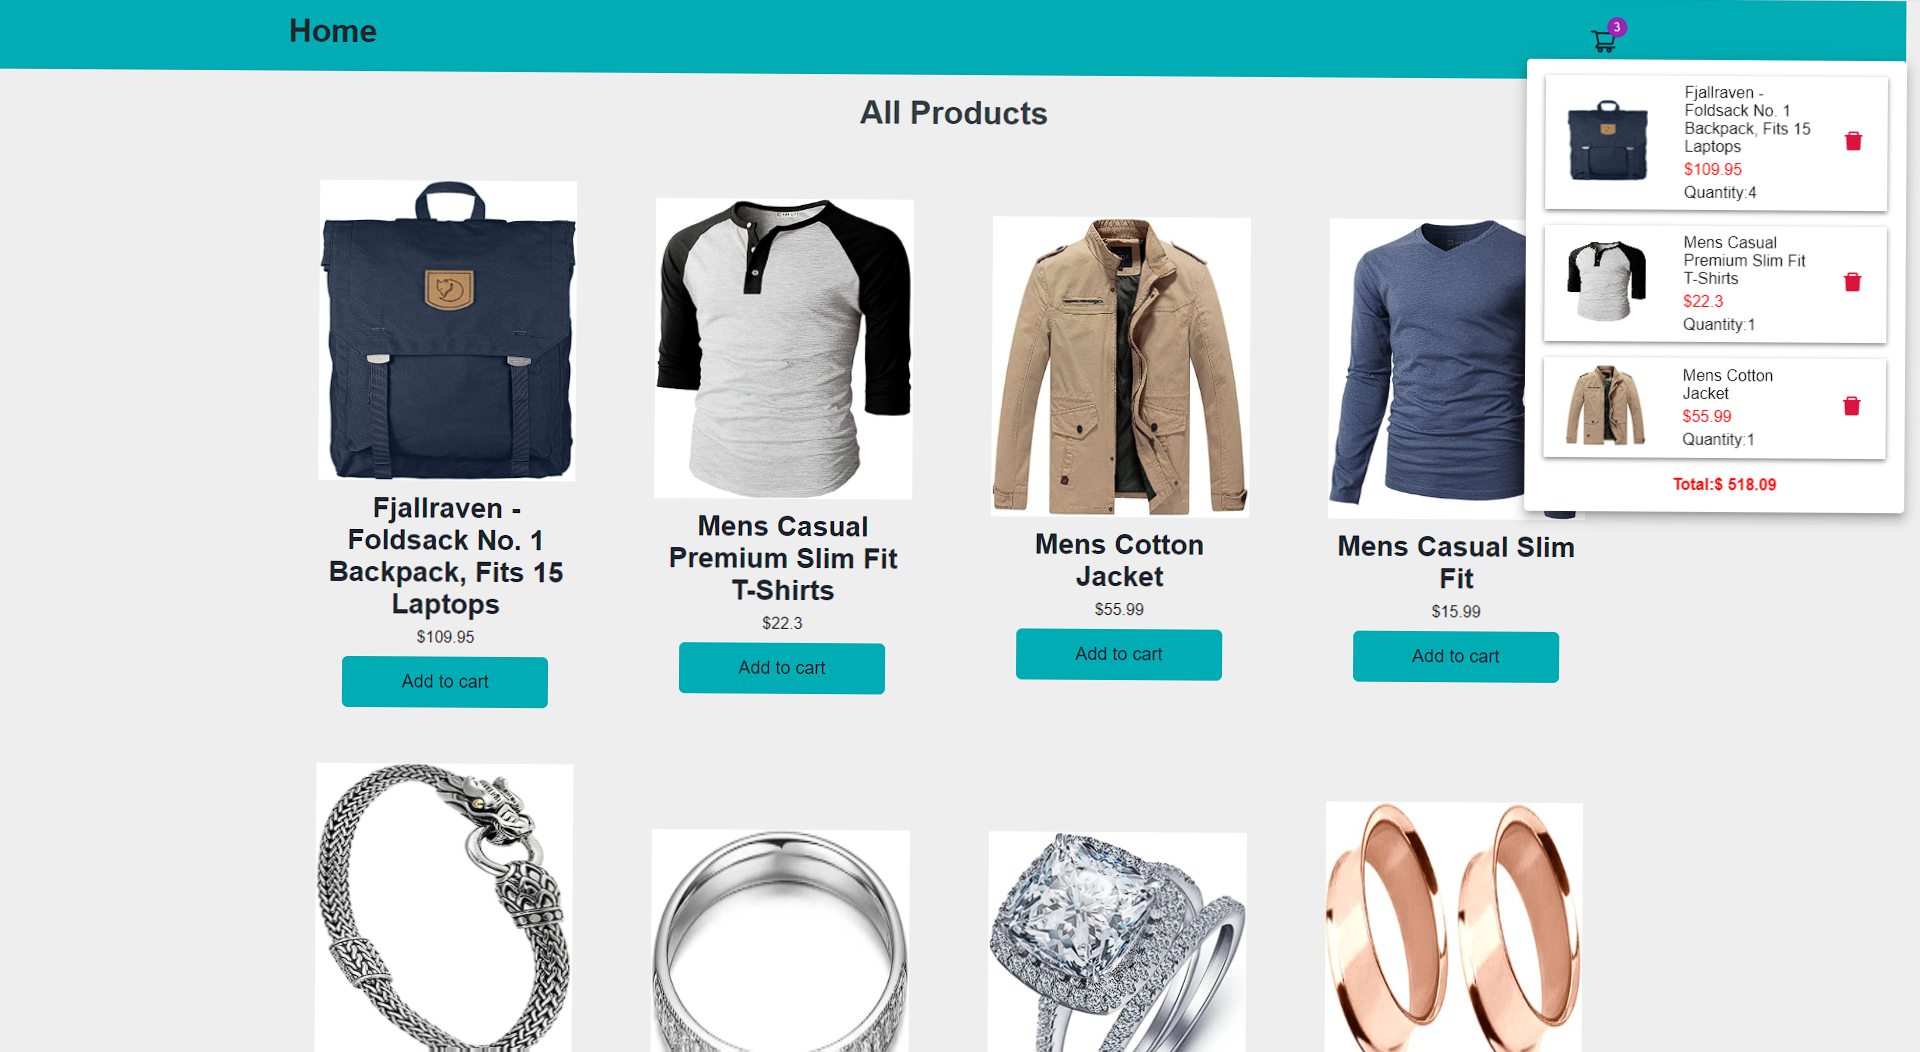 Home
3
All Products
Fjallraven -
Foldsack No. 1
Backpack, Fits 15
Laptops
$109.95
Quantity:4
Mens Casual
Premium Slim Fit
T-Shirts
$22.3
Quantity:1
Mens Cotton
Jacket
$55.99
Quantity:1
Total:$ 518.09
Fjallraven -
Foldsack No. 1
Backpack, Fits 15
Laptops
$109.95
Add to cart
Mens Casual
Premium Slim Fit
T-Shirts
$22.3
Add to cart
Mens Cotton
Jacket
$55.99
Add to cart
Mens Casual Slim
Fit
$15.99
Add to cart